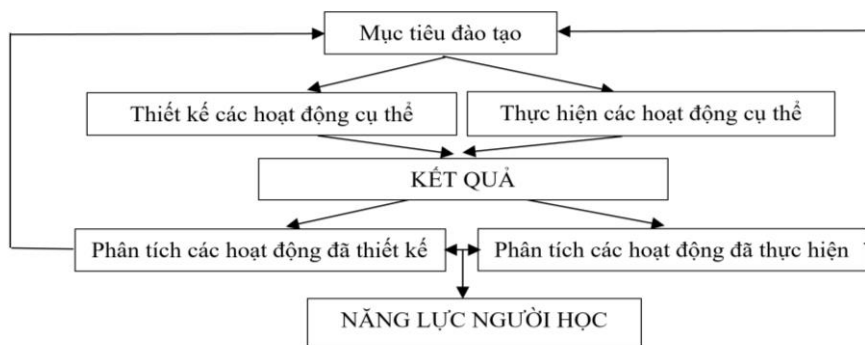 Mục tiêu đào tạo
Thiết kế các hoạt động cụ thể
Thực hiện các hoạt động cụ thể
KẾT QUẢ
Phân tích các hoạt động đã thiết kế
Phân tích các hoạt động đã thực hiện
NĂNG LỰC NGƯỜI HỌC